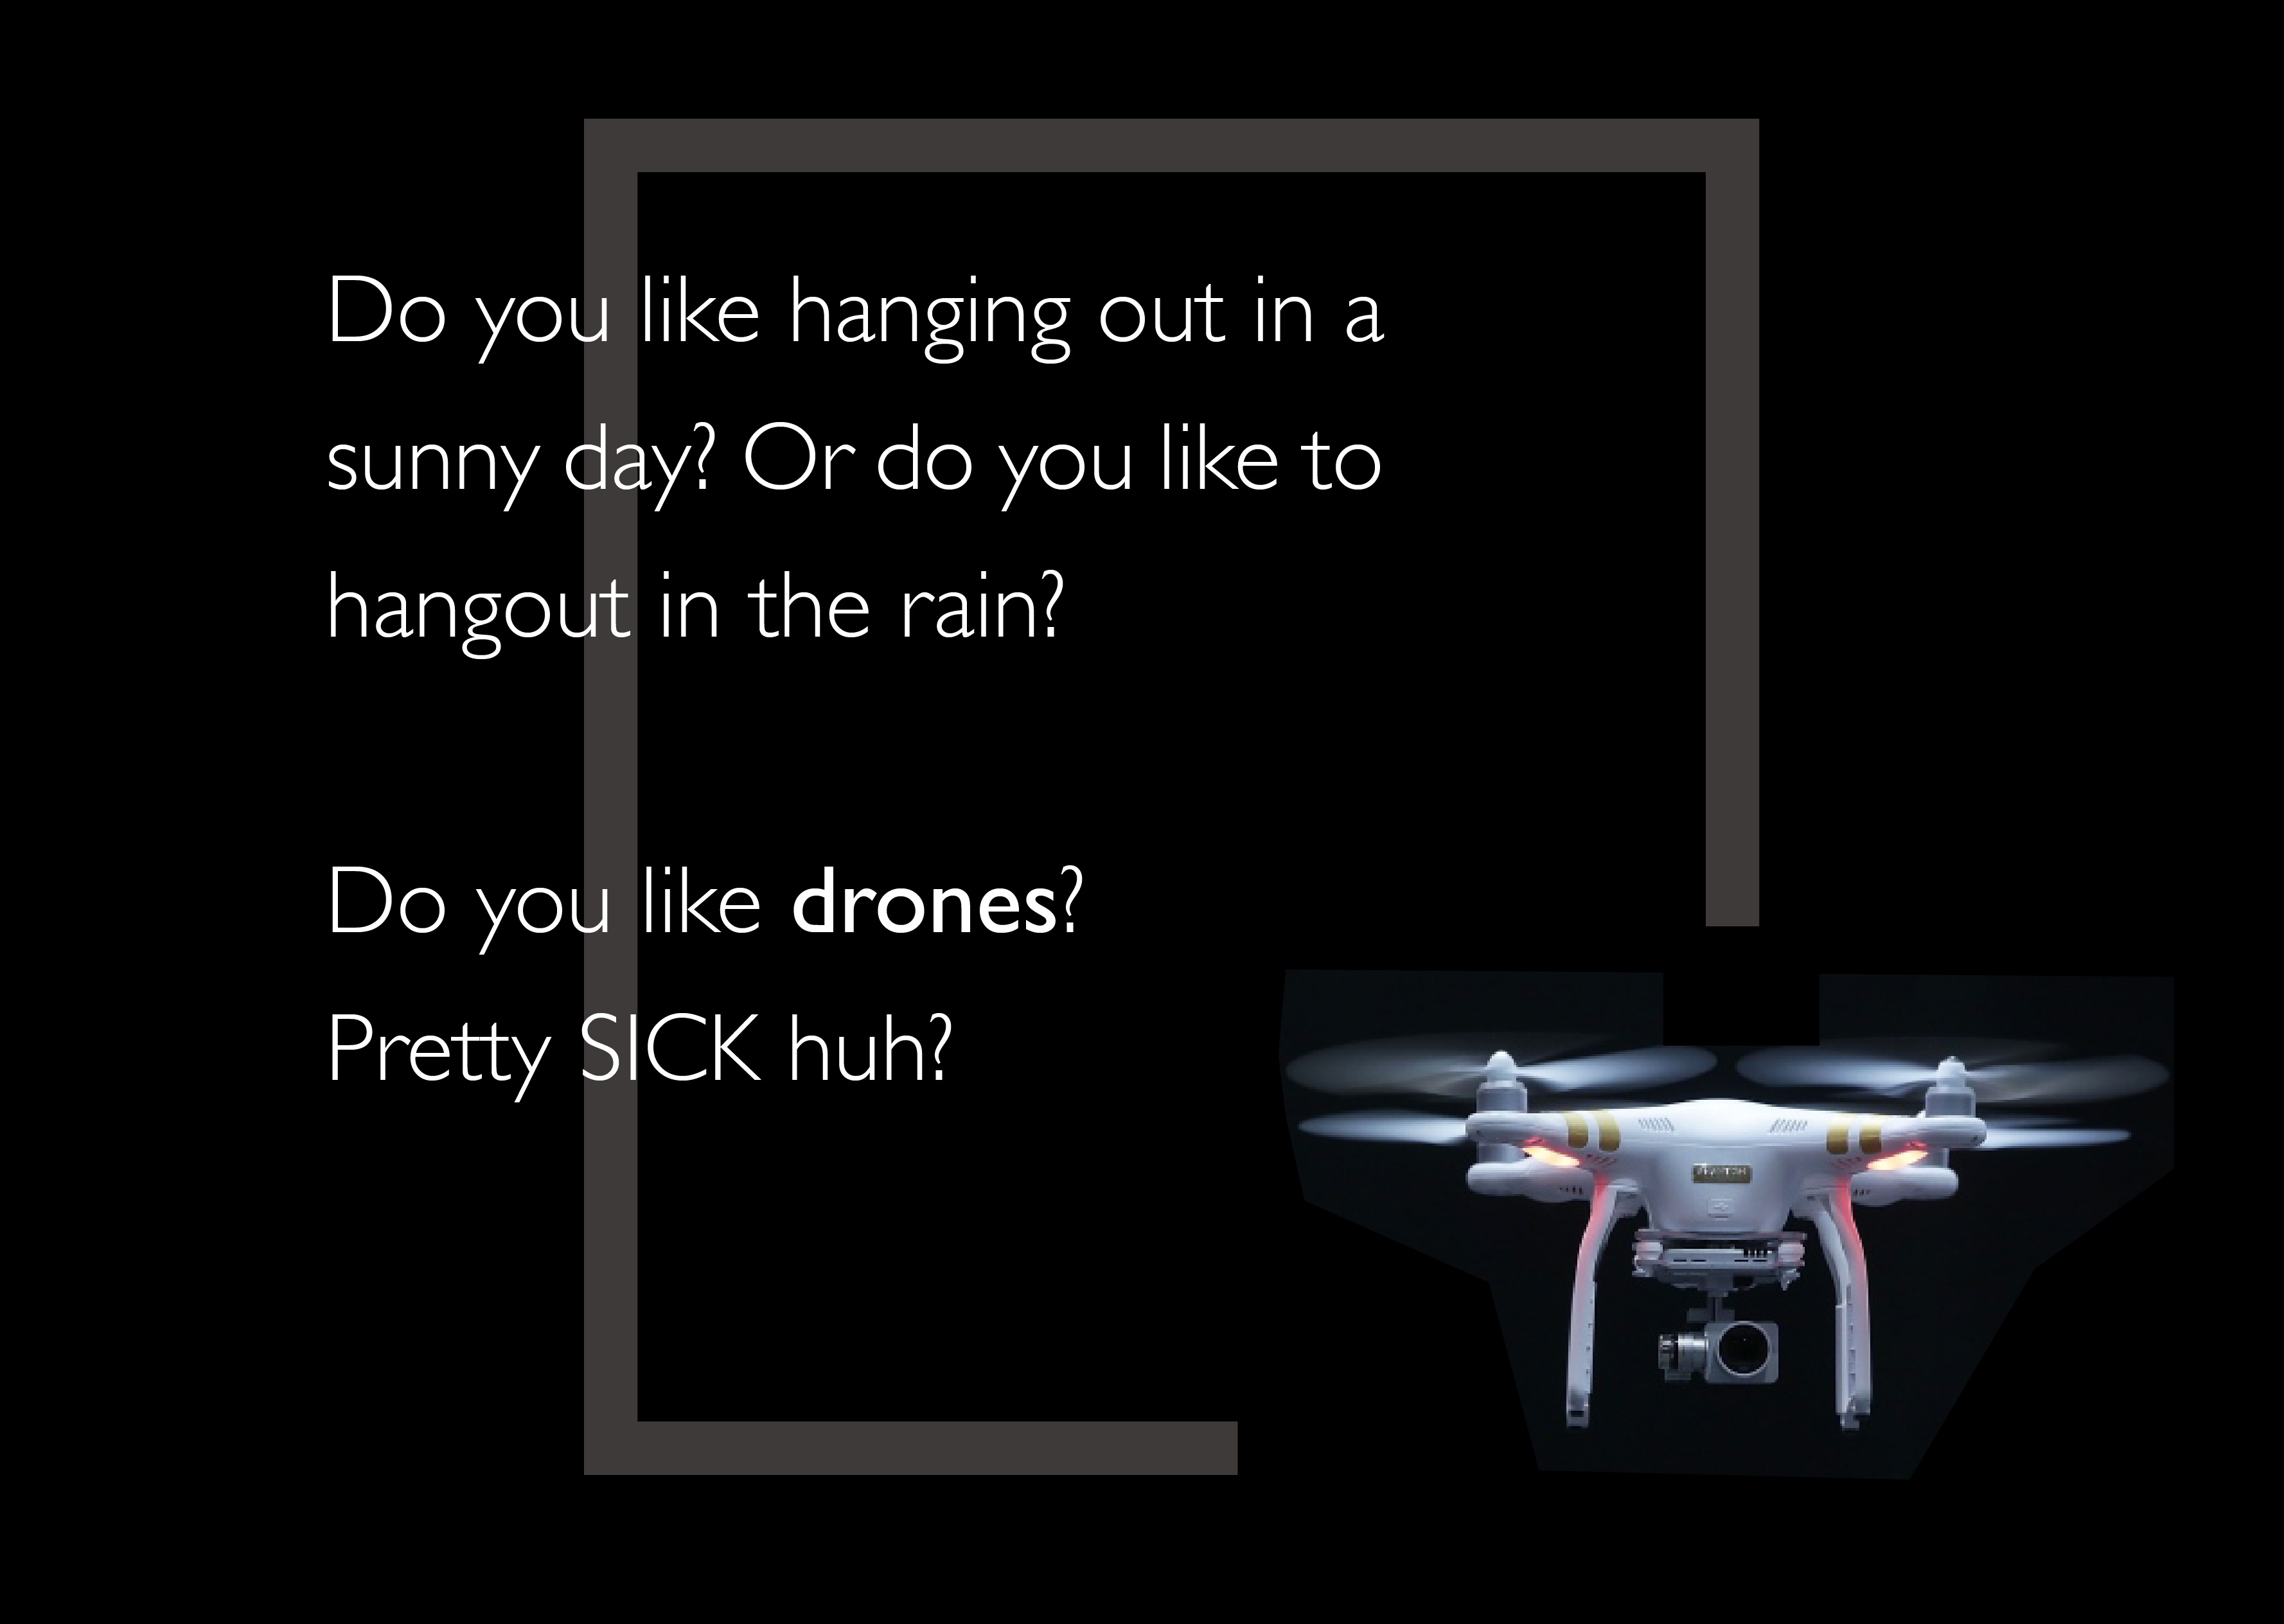 Do you like hanging out in a
sunny day? Or do you like to
hangout in the rain?
Do you like drones?
Pretty SICK huh?
PHANTOM